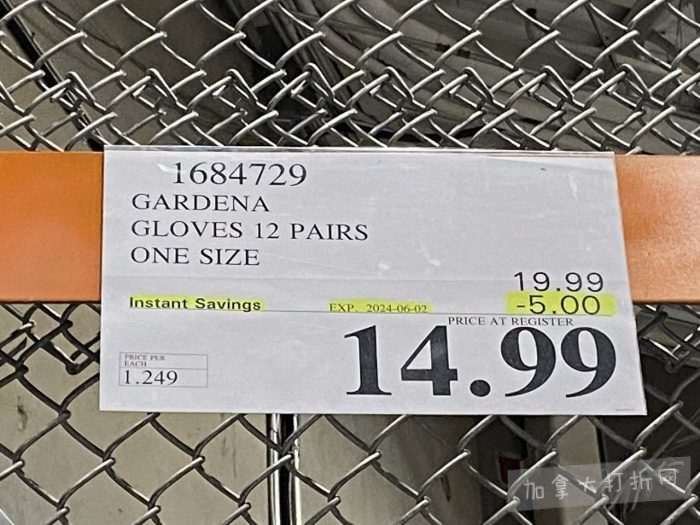 1684729
GARDENA
GLOVES 12 PAIRS
ONE SIZE
19.99
Instant Savings EXP. 2024-06-02 -5.00
PRICE AT REGISTER
14.99
PRICE PER
EACH
1.249
加拿大打折网